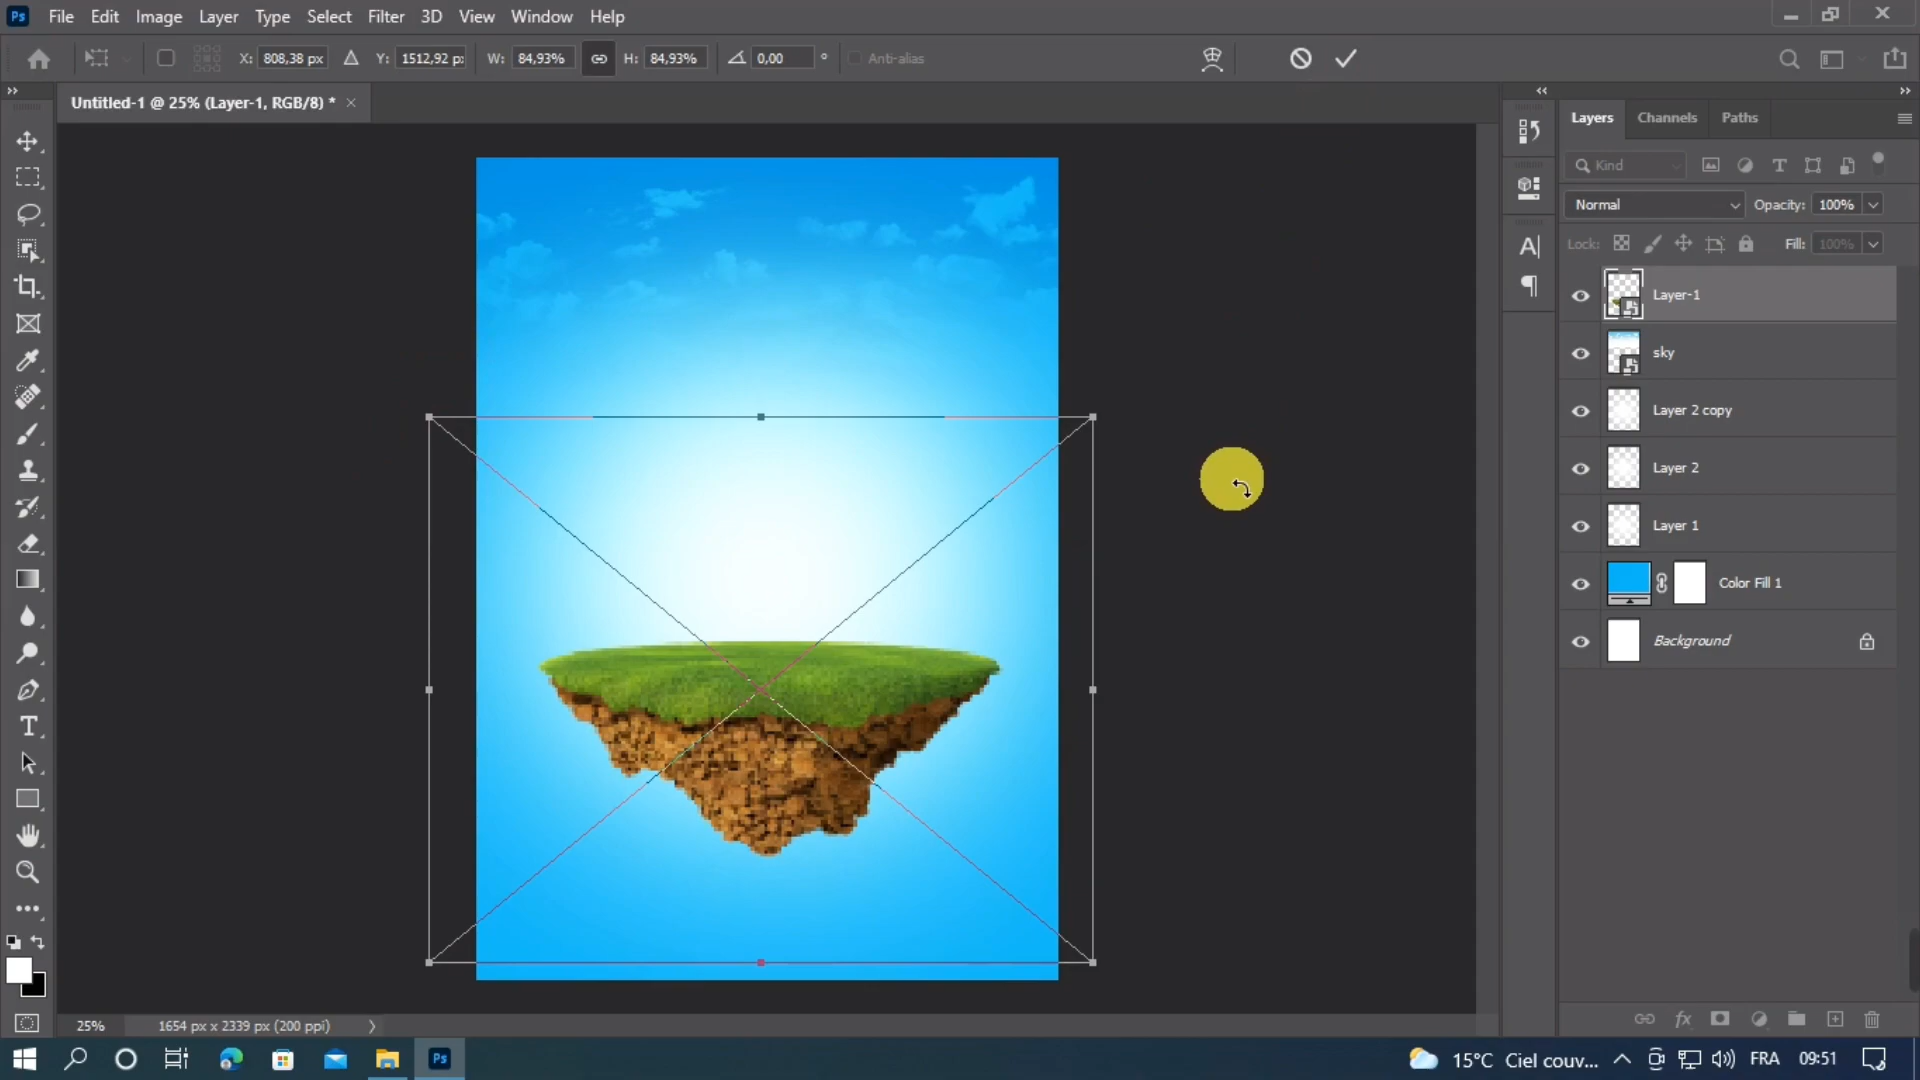 Ps File Edit Image Layer Type Select Filter 3D View Window Help
X: 808,38 px Y: 1512,92 p: W: 84,93% H: 84,93% 0,00 ° Anti-alias
Untitled-1 @ 25% (Layer-1, RGB/8) *
Layers Channels Paths
Kind
Normal Opacity: 100%
Lock: Fill: 100%
Layer-1
sky
Layer 2 copy
Layer 2
Layer 1
Color Fill 1
Background
25% 1654 px x 2339 px (200 ppi)
Ps 15°C Ciel couv... FRA 09:51